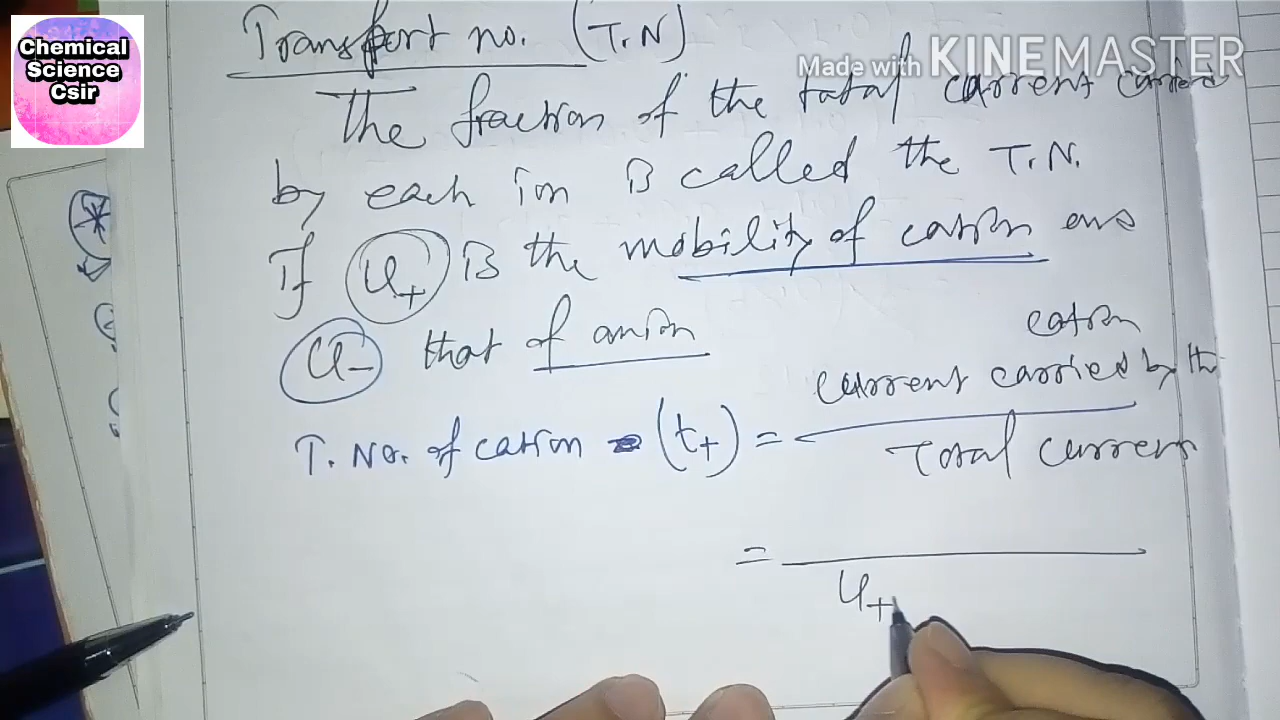 Chemical
Science
Csir
Made with KINEMASTER
Transport no. (T.N)
The fraction of the total current carried
by each ion is called the T.N.
If U+ is the mobility of cation and
U- that of anion
cation
current carried by the
T. No. of cation (t+) =
Total current
=
U+